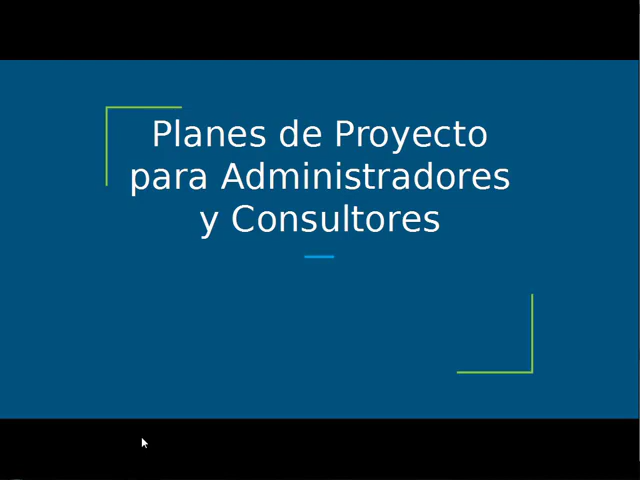 Planes de Proyecto
para Administradores
y Consultores